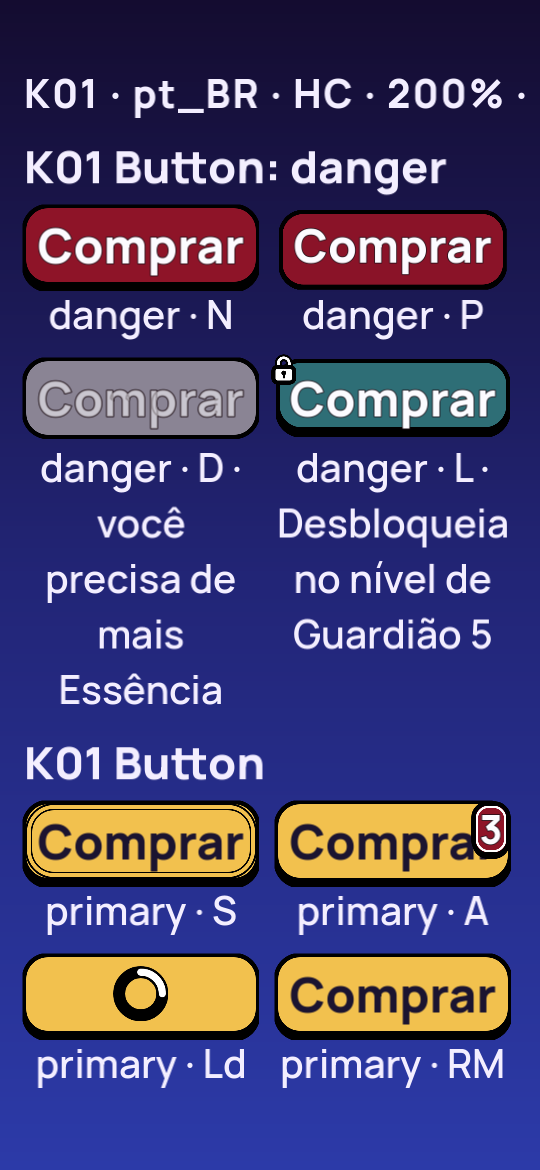 K01 · pt_BR · HC · 200% ·
K01 Button: danger
Comprar
Comprar
danger · N
danger · P
Comprar
Comprar
danger · D ·
você
precisa de
mais
Essência
danger · L ·
Desbloqueia
no nível de
Guardião 5
K01 Button
Comprar
Comprar
3
primary · S
primary · A
Comprar
primary · Ld
primary · RM